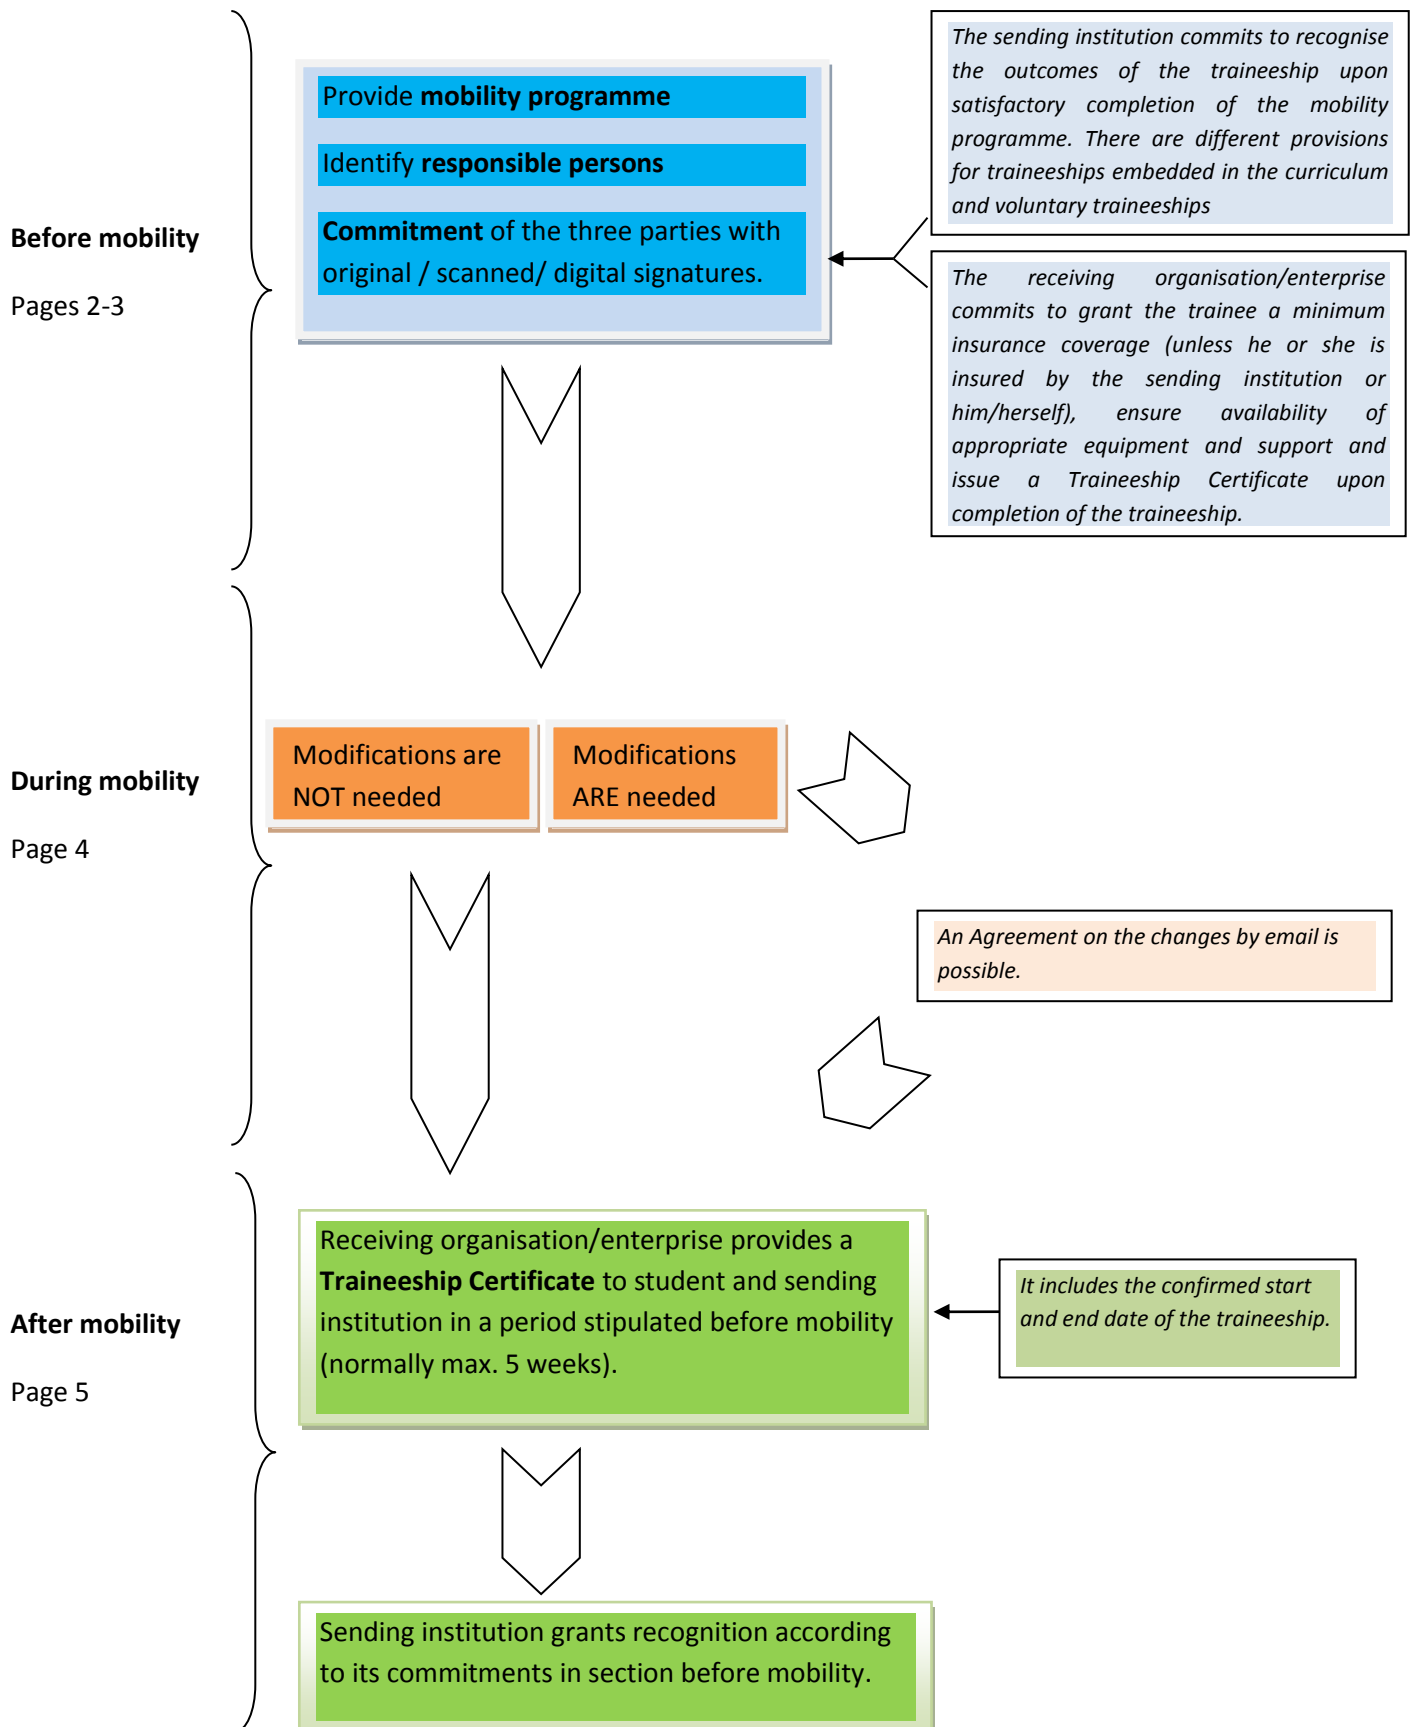 Provide mobility programme
Identify responsible persons
Commitment of the three parties with
original / scanned/ digital signatures.
The sending institution commits to recognise
the outcomes of the traineeship upon
satisfactory completion of the mobility
programme. There are different provisions
for traineeships embedded in the curriculum
and voluntary traineeships
Before mobility
Pages 2-3
The receiving organisation/enterprise
commits to grant the trainee a minimum
insurance coverage (unless he or she is
insured by the sending institution or
him/herself), ensure availability of
appropriate equipment and support and
issue a Traineeship Certificate upon
completion of the traineeship.
During mobility
Page 4
Modifications are
NOT needed
Modifications
ARE needed
An Agreement on the changes by email is
possible.
After mobility
Page 5
Receiving organisation/enterprise provides a
Traineeship Certificate to student and sending
institution in a period stipulated before mobility
(normally max. 5 weeks).
It includes the confirmed start
and end date of the traineeship.
Sending institution grants recognition according
to its commitments in section before mobility.